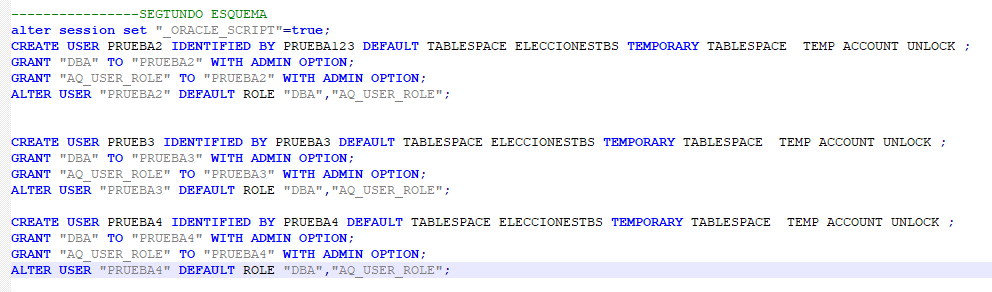 ----------------SEGTUNDO ESQUEMA
alter session set "_ORACLE_SCRIPT"=true;
CREATE USER PRUEBA2 IDENTIFIED BY PRUEBA123 DEFAULT TABLESPACE ELECCIONESTBS TEMPORARY TABLESPACE  TEMP ACCOUNT UNLOCK ;
GRANT "DBA" TO "PRUEBA2" WITH ADMIN OPTION;
GRANT "AQ_USER_ROLE" TO "PRUEBA2" WITH ADMIN OPTION;
ALTER USER "PRUEBA2" DEFAULT ROLE "DBA","AQ_USER_ROLE";
CREATE USER PRUEB3 IDENTIFIED BY PRUEBA3 DEFAULT TABLESPACE ELECCIONESTBS TEMPORARY TABLESPACE  TEMP ACCOUNT UNLOCK ;
GRANT "DBA" TO "PRUEBA3" WITH ADMIN OPTION;
GRANT "AQ_USER_ROLE" TO "PRUEBA3" WITH ADMIN OPTION;
ALTER USER "PRUEBA3" DEFAULT ROLE "DBA","AQ_USER_ROLE";
CREATE USER PRUEBA4 IDENTIFIED BY PRUEBA4 DEFAULT TABLESPACE ELECCIONESTBS TEMPORARY TABLESPACE  TEMP ACCOUNT UNLOCK ;
GRANT "DBA" TO "PRUEBA4" WITH ADMIN OPTION;
GRANT "AQ_USER_ROLE" TO "PRUEBA4" WITH ADMIN OPTION;
ALTER USER "PRUEBA4" DEFAULT ROLE "DBA","AQ_USER_ROLE";